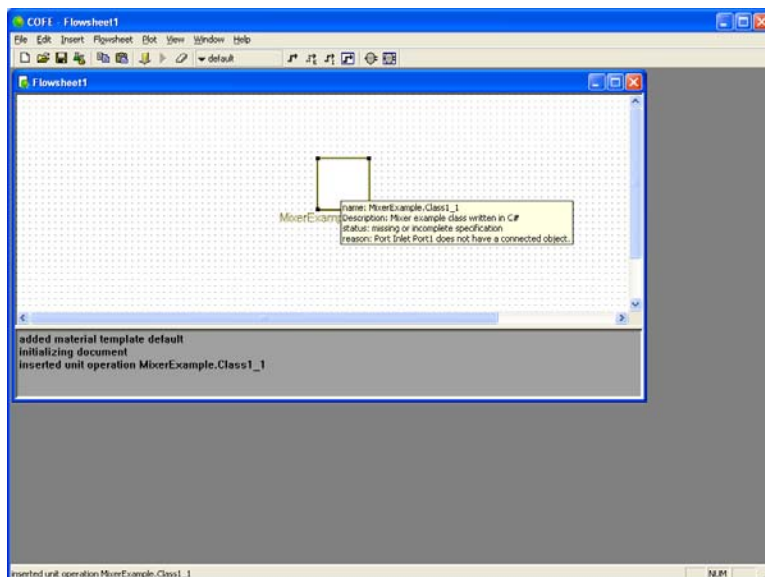 COFE - Flowsheet1
File Edit Insert Flowsheet Plot View Window Help
default
Flowsheet1
MixerExamp
name: MixerExample.Class1_1
Description: Mixer example class written in C#
status: missing or incomplete specification
reason: Port Inlet Port1 does not have a connected object.
added material template default
initializing document
inserted unit operation MixerExample.Class1_1
inserted unit operation MixerExample.Class1_1
NUM